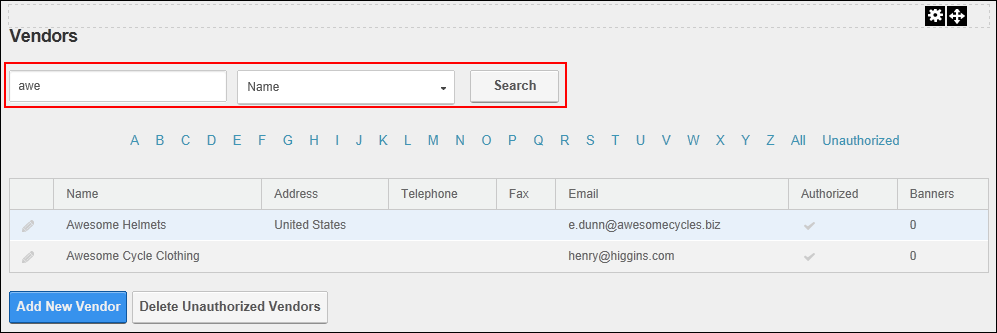 Vendors
awe Name Search
A B C D E F G H I J K L M N O P Q R S T U V W X Y Z All Unauthorized
Name Address Telephone Fax Email Authorized Banners
Awesome Helmets United States e.dunn@awesomecycles.biz 0
Awesome Cycle Clothing henry@higgins.com 0
Add New Vendor Delete Unauthorized Vendors